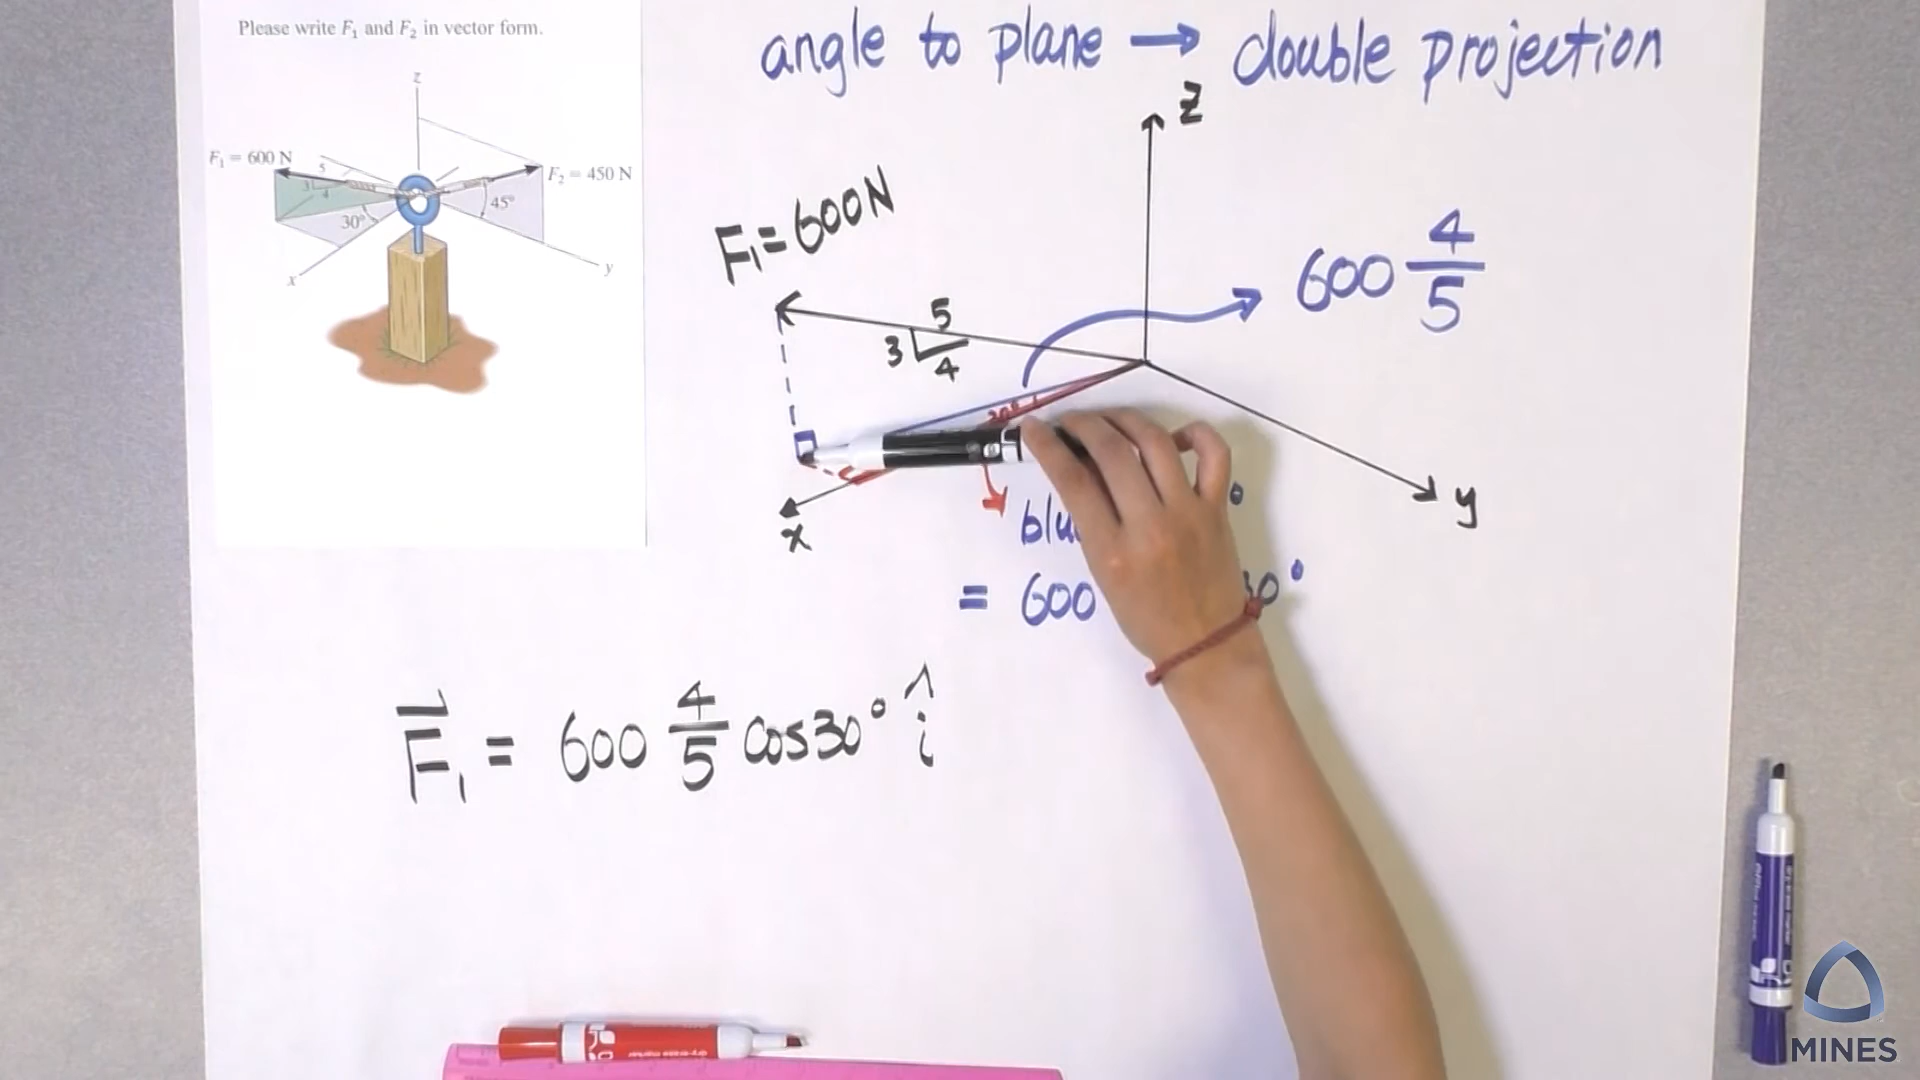 Please write F₁ and F₂ in vector form.
z
F₁ = 600 N
5
3
4
30°
F₂ = 450 N
45°
x
y
angle to plane → double projection
z
F₁ = 600N
5
3
4
600 4/5
x
y
= 600
F₁ = 600 4/5 cos30° î
MINES